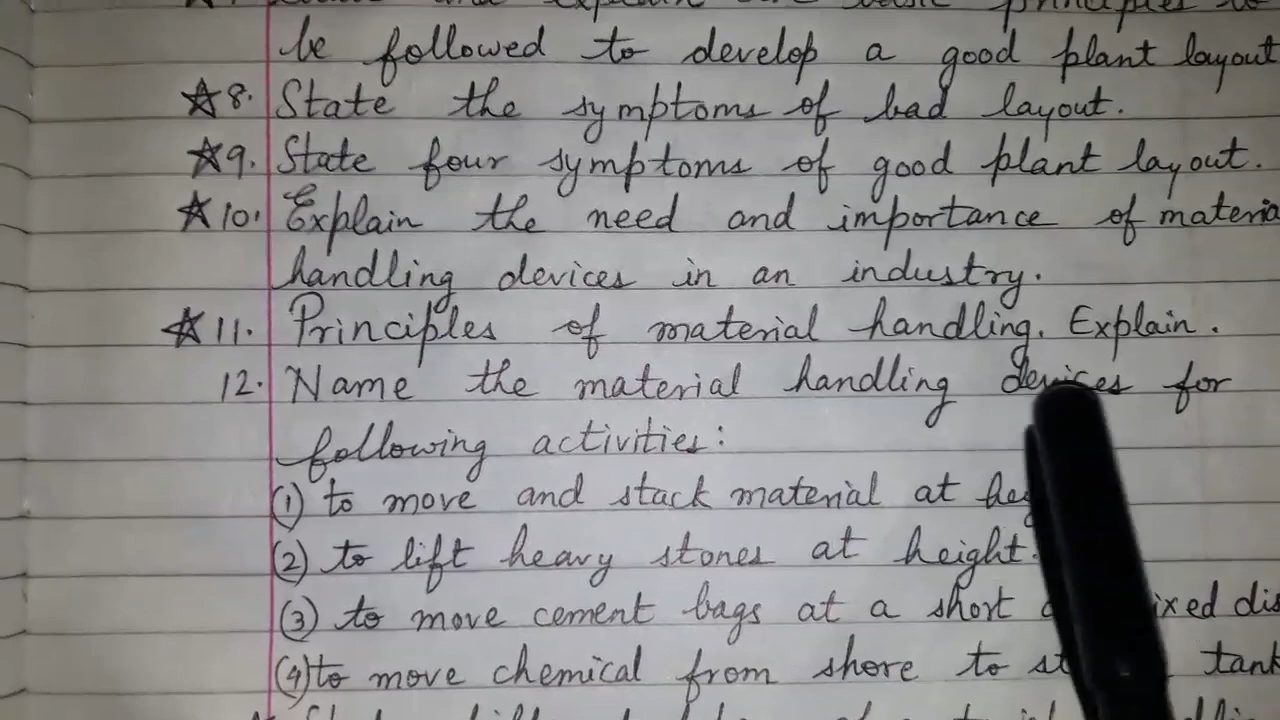 be followed to develop a good plant layout
☆8. State the symptoms of bad layout.
☆9. State four symptoms of good plant layout.
☆10. Explain the need and importance of materia
handling devices in an industry.
☆11. Principles of material handling. Explain.
12. Name the material handling devices for
following activities:
(1) to move and stack material at
(2) to lift heavy stones at height.
(3) to move cement bags at a short
(4) to move chemical from shore to tank